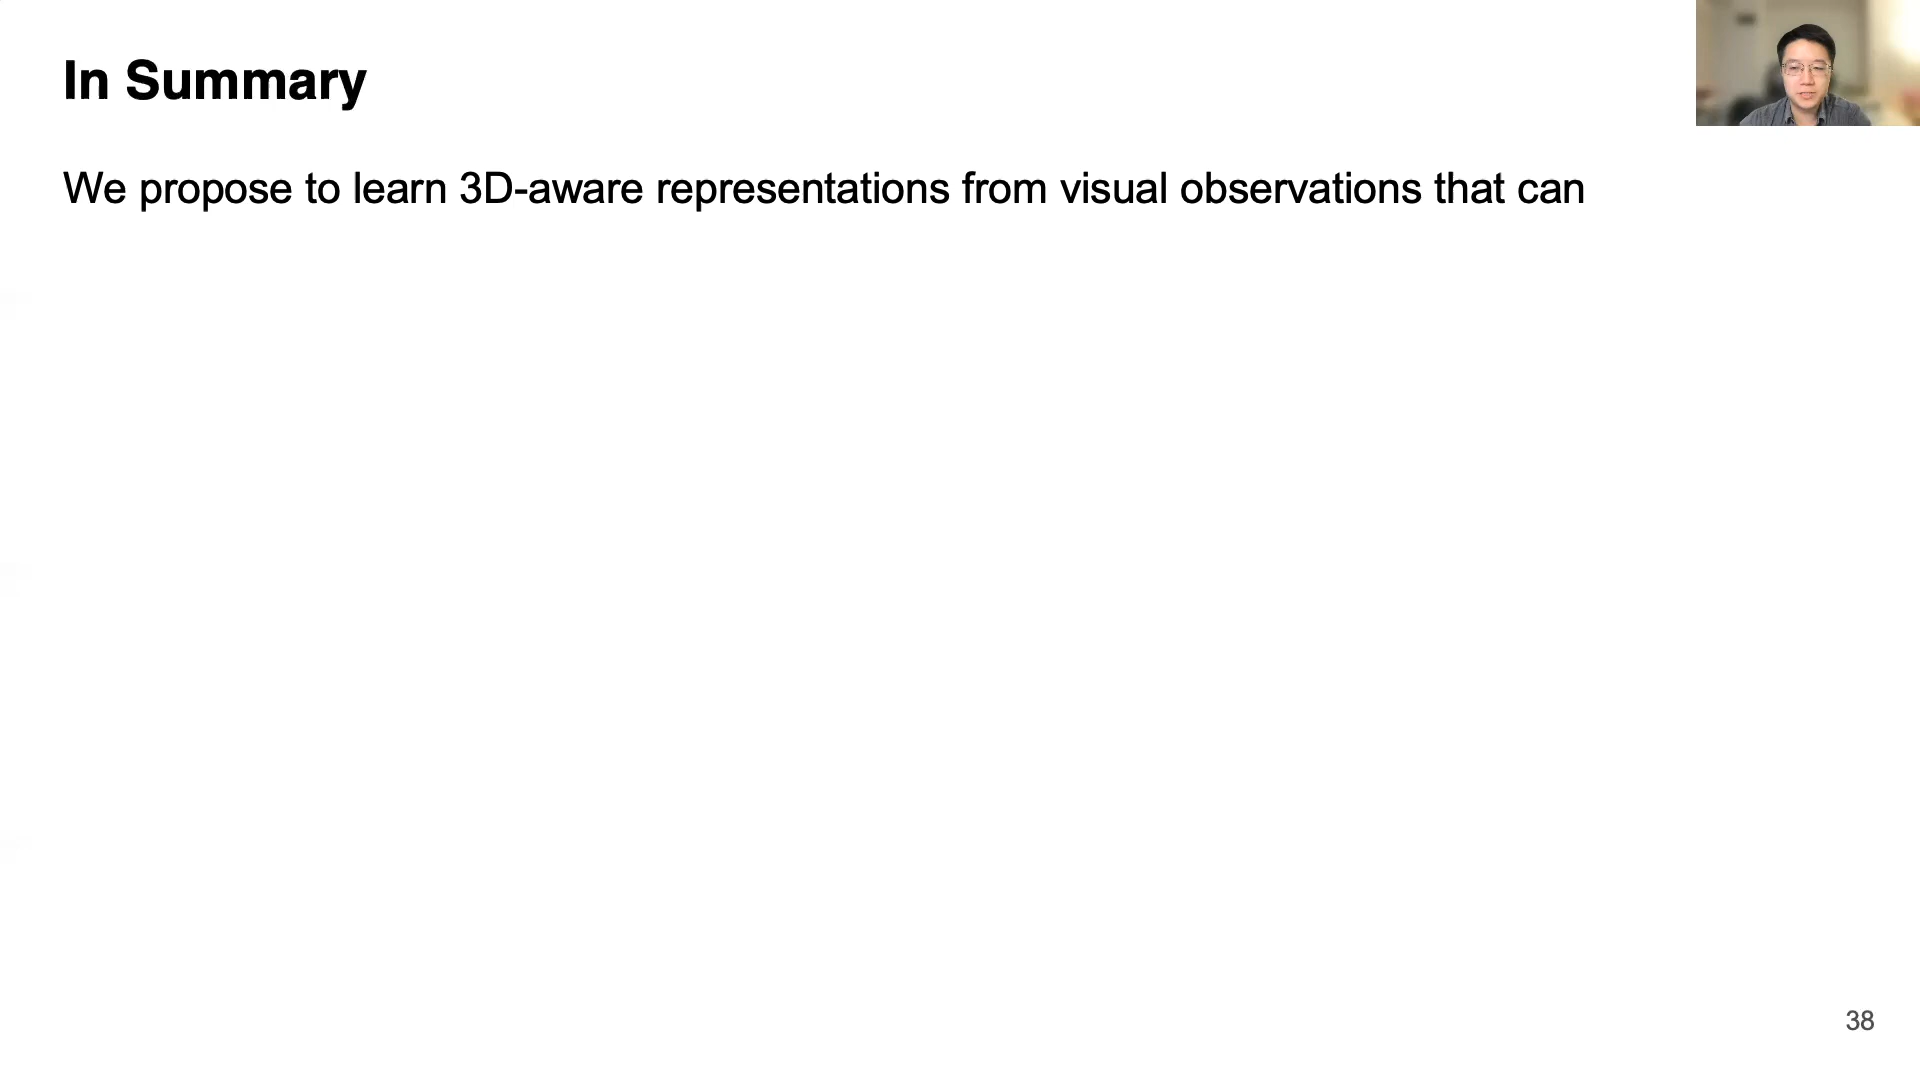 In Summary
We propose to learn 3D-aware representations from visual observations that can
38